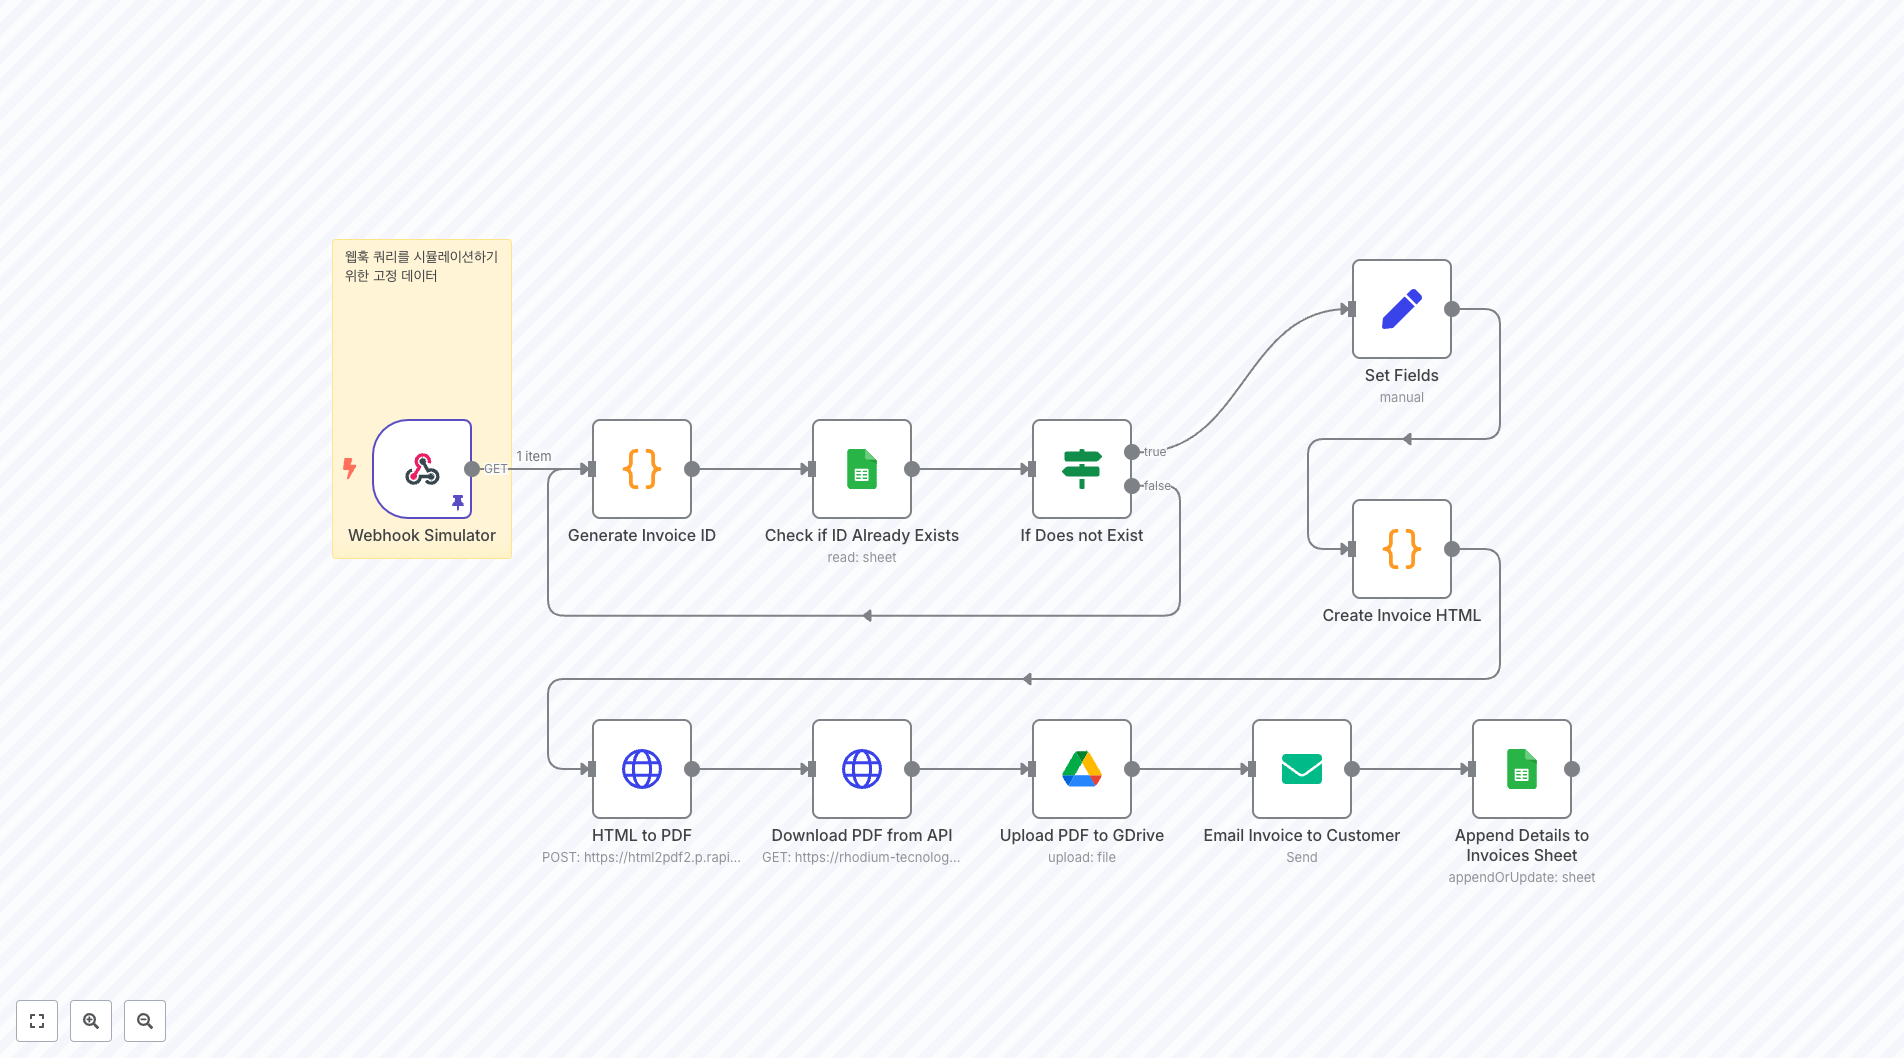 웹훅 쿼리를 시뮬레이션하기
위한 고정 데이터
GET
1 item
Webhook Simulator
Generate Invoice ID
Check if ID Already Exists
read: sheet
true
false
If Does not Exist
Set Fields
manual
Create Invoice HTML
HTML to PDF
POST: https://html2pdf2.p.rapi...
Download PDF from API
GET: https://rhodium-tecnolog...
Upload PDF to GDrive
upload: file
Email Invoice to Customer
Send
Append Details to
Invoices Sheet
appendOrUpdate: sheet